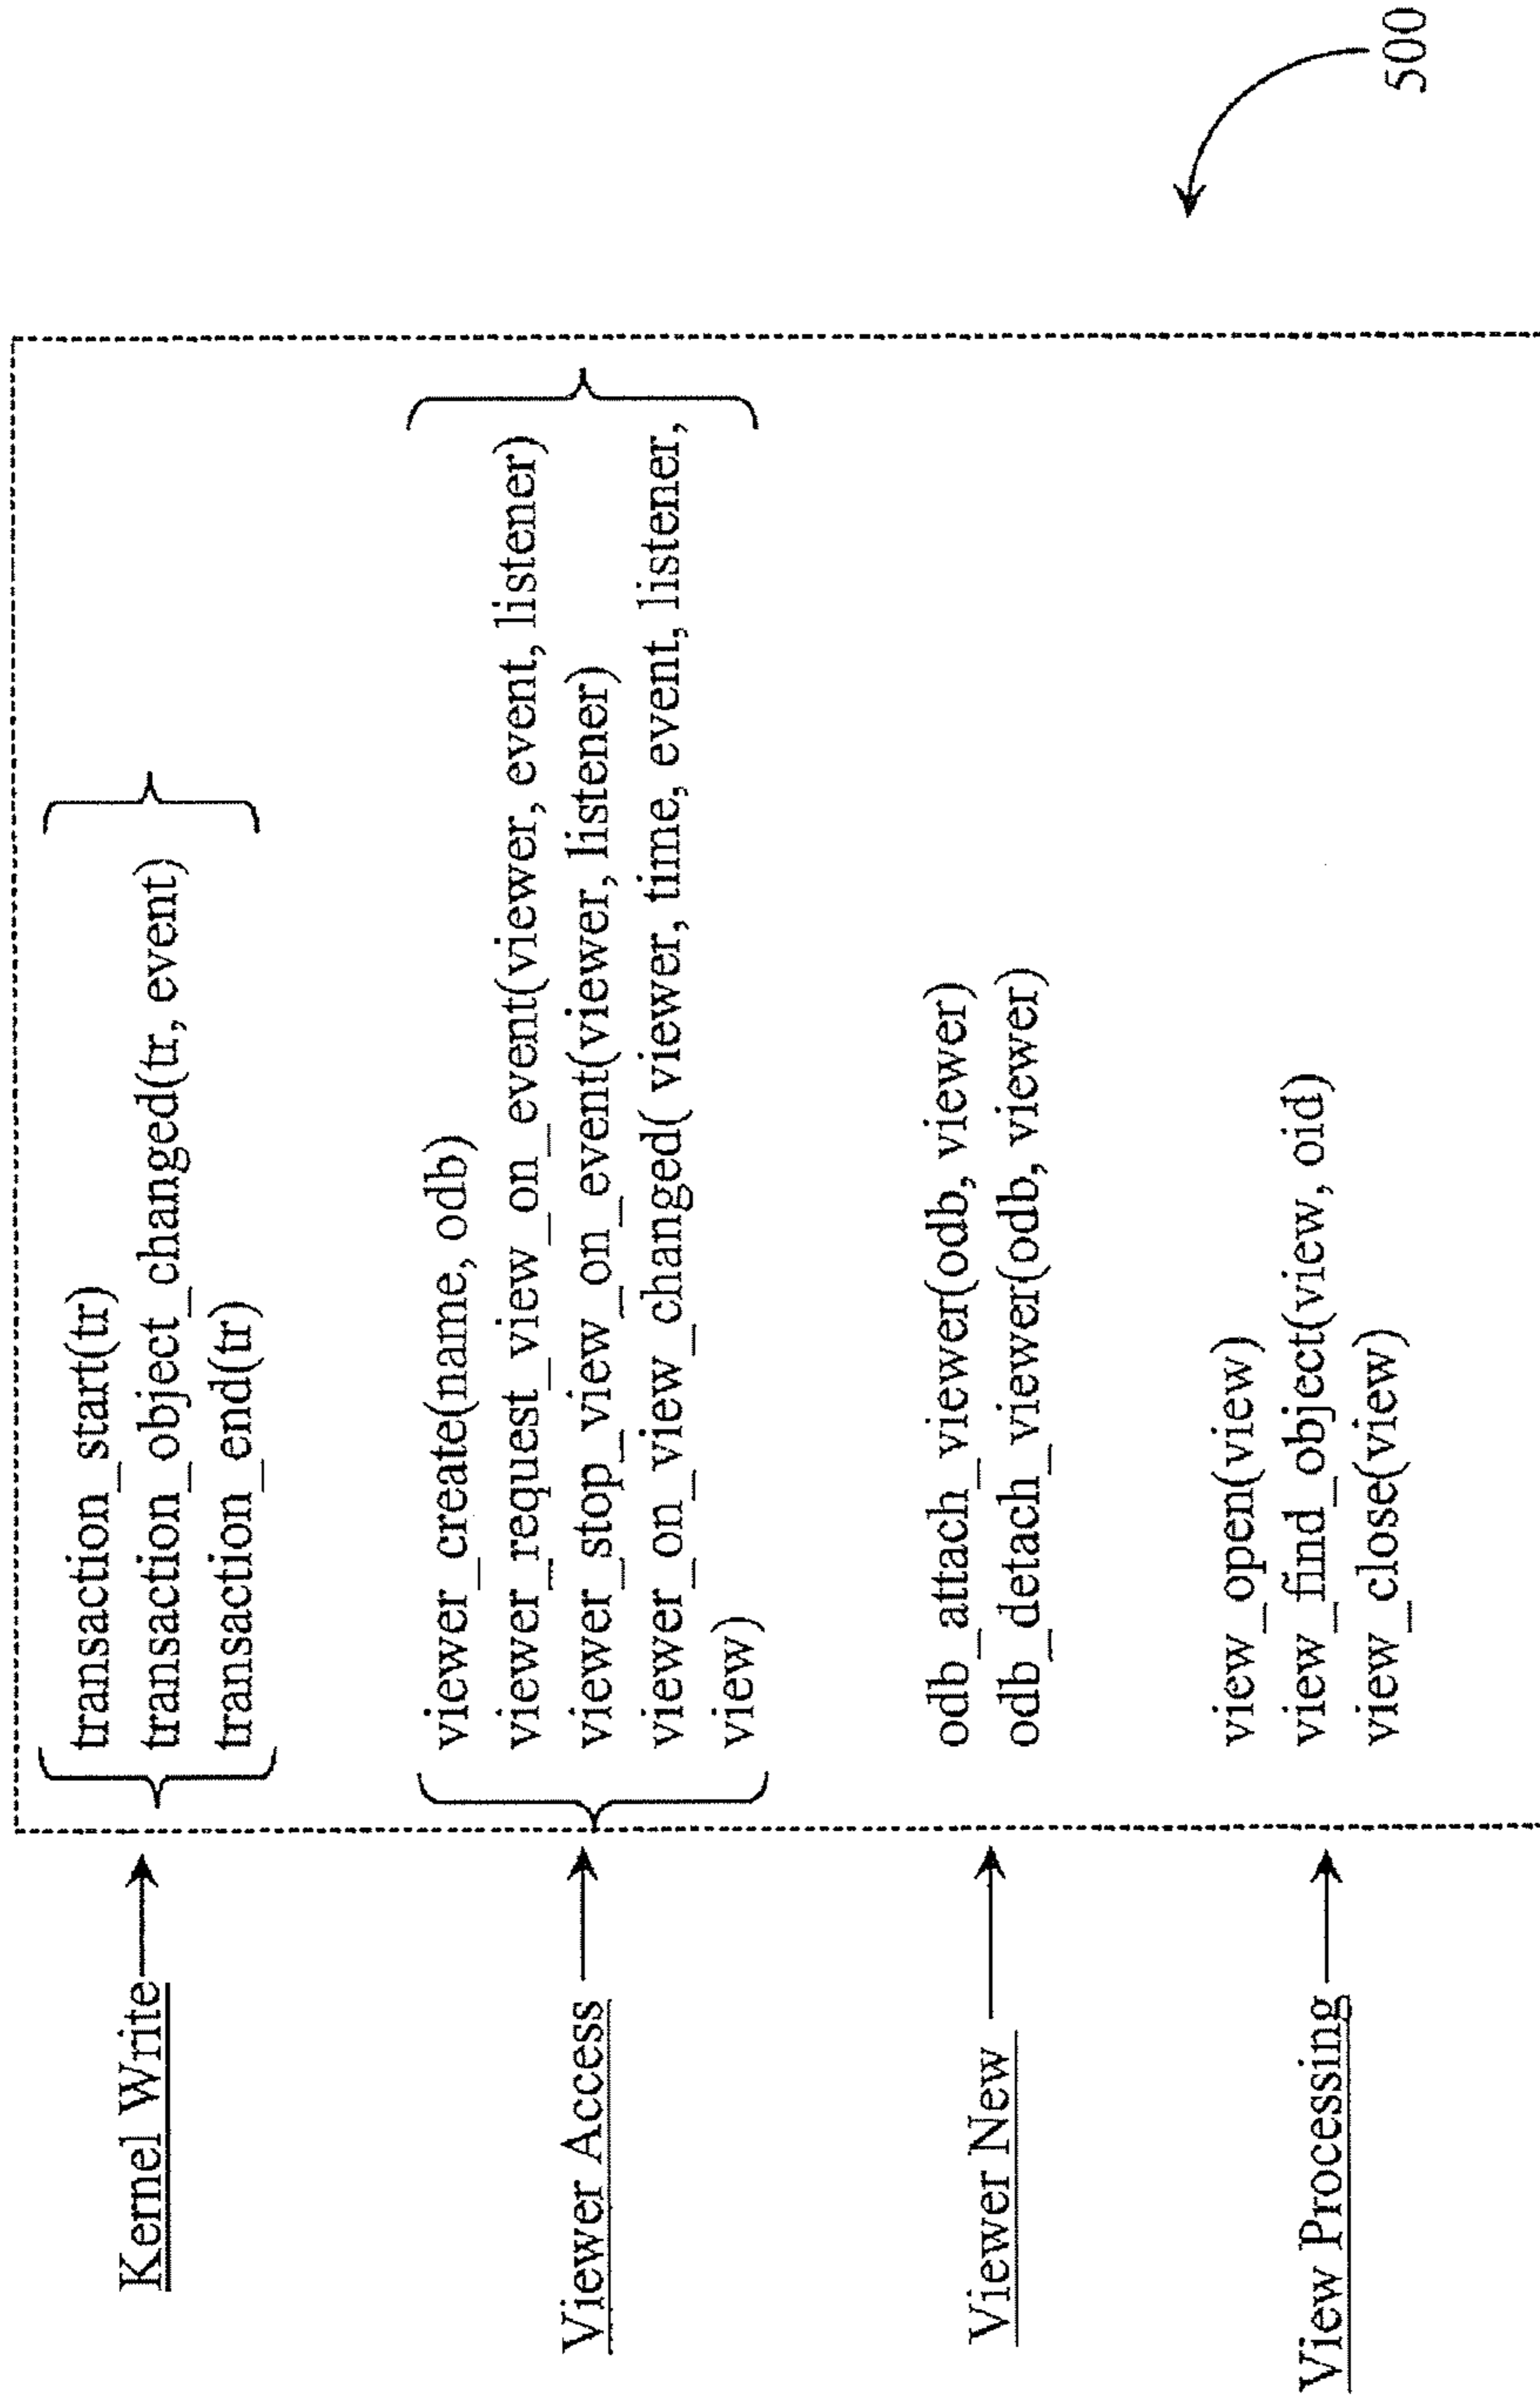 Kernel Write
transaction_start(tr)
transaction_object_changed(tr, event)
transaction_end(tr)
Viewer Access
viewer_create(name, odb)
viewer_request_view_on_event(viewer, event, listener)
viewer_stop_view_on_event(viewer, listener)
viewer_on_view_changed( viewer, time, event, listener,
view)
Viewer New
odb_attach_viewer(odb, viewer)
odb_detach_viewer(odb, viewer)
View Processing
view_open(view)
view_find_object(view, oid)
view_close(view)
500